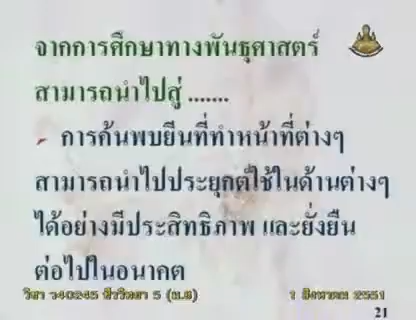 จากการศึกษาทางพันธุศาสตร์
สามารถนำไปสู่ .......
การค้นพบยีนที่ทำหน้าที่ต่างๆ
สามารถนำไปประยุกต์ใช้ในด้านต่างๆ
ได้อย่างมีประสิทธิภาพ และยั่งยืน
ต่อไปในอนาคต
วิชา ว40245 ชีววิทยา 5 (ม.6) 1 สิงหาคม 2551
21